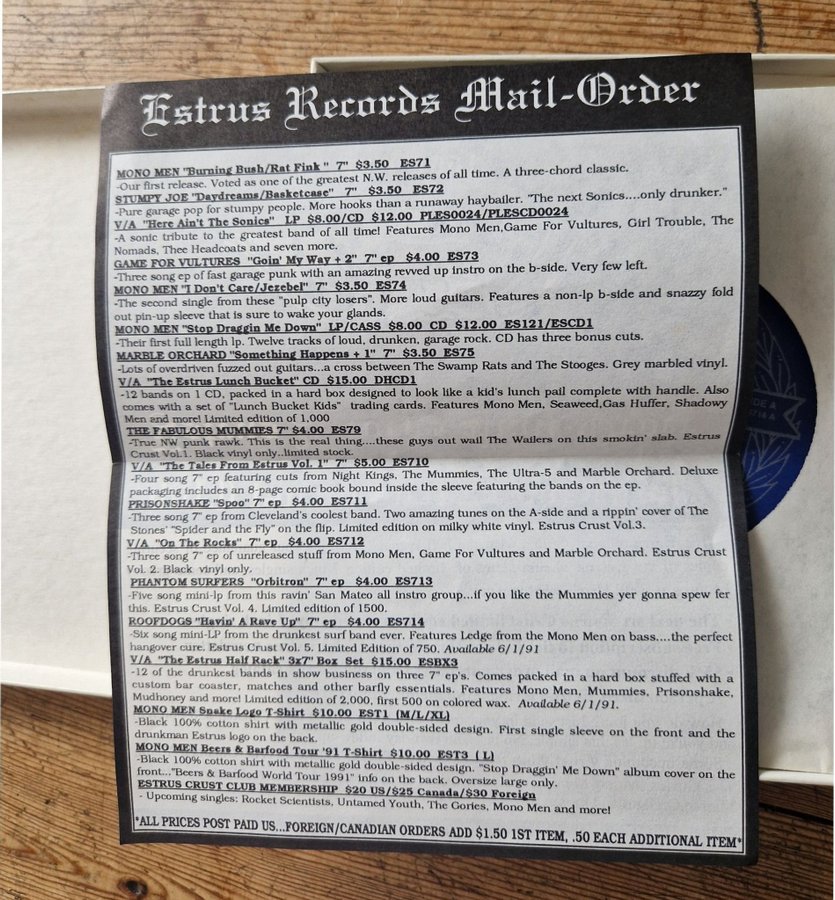 Estrus Records Mail-Order
MONO MEN "Burning Bush/Rat Fink " 7" $3.50 ES71
-Our first release. Voted as one of the greatest N.W. releases of all time. A three-chord classic.
STUMPY JOE "Daydreams/Basketcase" 7" $3.50 ES72
-Pure garage pop for stumpy people. More hooks than a runaway haybailer. "The next Sonics....only drunker."
V/A "Here Ain't The Sonics" LP $8.00/CD $12.00 PLES0024/PLESCD0024
-A sonic tribute to the greatest band of all time! Features Mono Men,Game For Vultures, Girl Trouble, The
Nomads, Thee Headcoats and seven more.
GAME FOR VULTURES "Goin' My Way + 2" 7" ep $4.00 ES73
-Three song ep of fast garage punk with an amazing revved up instro on the b-side. Very few left.
MONO MEN "I Don't Care/Jezebel" 7" $3.50 ES74
-The second single from these "pulp city losers". More loud guitars. Features a non-lp b-side and snazzy fold
out pin-up sleeve that is sure to wake your glands.
MONO MEN "Stop Draggin Me Down" LP/CASS $8.00 CD $12.00 ES121/ESCD1
-Their first full length lp. Twelve tracks of loud, drunken, garage rock. CD has three bonus cuts.
MARBLE ORCHARD "Something Happens + 1" 7" $3.50 ES75
-Lots of overdriven fuzzed out guitars...a cross between The Swamp Rats and The Stooges. Grey marbled vinyl.
V/A "The Estrus Lunch Bucket" CD $15.00 DHCD1
-12 bands on 1 CD, packed in a hard box designed to look like a kid's lunch pail complete with handle. Also
comes with a set of "Lunch Bucket Kids" trading cards. Features Mono Men, Seaweed,Gas Huffer, Shadowy
Men and more! Limited edition of 1,000
THE FABULOUS MUMMIES 7" $4.00 ES79
-True NW punk rawk. This is the real thing....these guys out wail The Wailers on this smokin' slab. Estrus
Crust Vol.1. Black vinyl only..limited stock.
V/A "The Tales From Estrus Vol. 1" 7" $5.00 ES710
-Four song 7" ep featuring cuts from Night Kings, The Mummies, The Ultra-5 and Marble Orchard. Deluxe
packaging includes an 8-page comic book bound inside the sleeve featuring the bands on the ep.
PRISONSHAKE "Spoo" 7" ep $4.00 ES711
-Three song 7" ep from Cleveland's coolest band. Two amazing tunes on the A-side and a rippin' cover of The
Stones' "Spider and the Fly" on the flip. Limited edition on milky white vinyl. Estrus Crust Vol.3.
V/A "On The Rocks" 7" ep $4.00 ES712
-Three song 7" ep of unreleased stuff from Mono Men, Game For Vultures and Marble Orchard. Estrus Crust
Vol. 2. Black vinyl only.
PHANTOM SURFERS "Orbitron" 7" ep $4.00 ES713
-Five song mini-lp from this ravin' San Mateo all instro group...if you like the Mummies yer gonna spew fer
this. Estrus Crust Vol. 4. Limited edition of 1500.
ROOFDOGS "Havin' A Rave Up" 7" ep $4.00 ES714
-Six song mini-LP from the drunkest surf band ever. Features Ledge from the Mono Men on bass....the perfect
hangover cure. Estrus Crust Vol. 5. Limited Edition of 750. Available 6/1/91
V/A "The Estrus Half Rack" 3x7" Box Set $15.00 ESBX3
-12 of the drunkest bands in show business on three 7" ep's. Comes packed in a hard box stuffed with a
custom bar coaster, matches and other barfly essentials. Features Mono Men, Mummies, Prisonshake,
Mudhoney and more! Limited edition of 2,000, first 500 on colored wax. Available 6/1/91.
MONO MEN Snake Logo T-Shirt $10.00 EST1 (M/L/XL)
-Black 100% cotton shirt with metallic gold double-sided design. First single sleeve on the front and the
drunkman Estrus logo on the back.
MONO MEN Beers & Barfood Tour '91 T-Shirt $10.00 EST3 ( L)
-Black 100% cotton shirt with metallic gold double-sided design. "Stop Draggin' Me Down" album cover on the
front..."Beers & Barfood World Tour 1991" info on the back. Oversize large only.
ESTRUS CRUST CLUB MEMBERSHIP $20 US/$25 Canada/$30 Foreign
- Upcoming singles: Rocket Scientists, Untamed Youth, The Gories, Mono Men and more!
*ALL PRICES POST PAID US...FOREIGN/CANADIAN ORDERS ADD $1.50 1ST ITEM, .50 EACH ADDITIONAL ITEM*